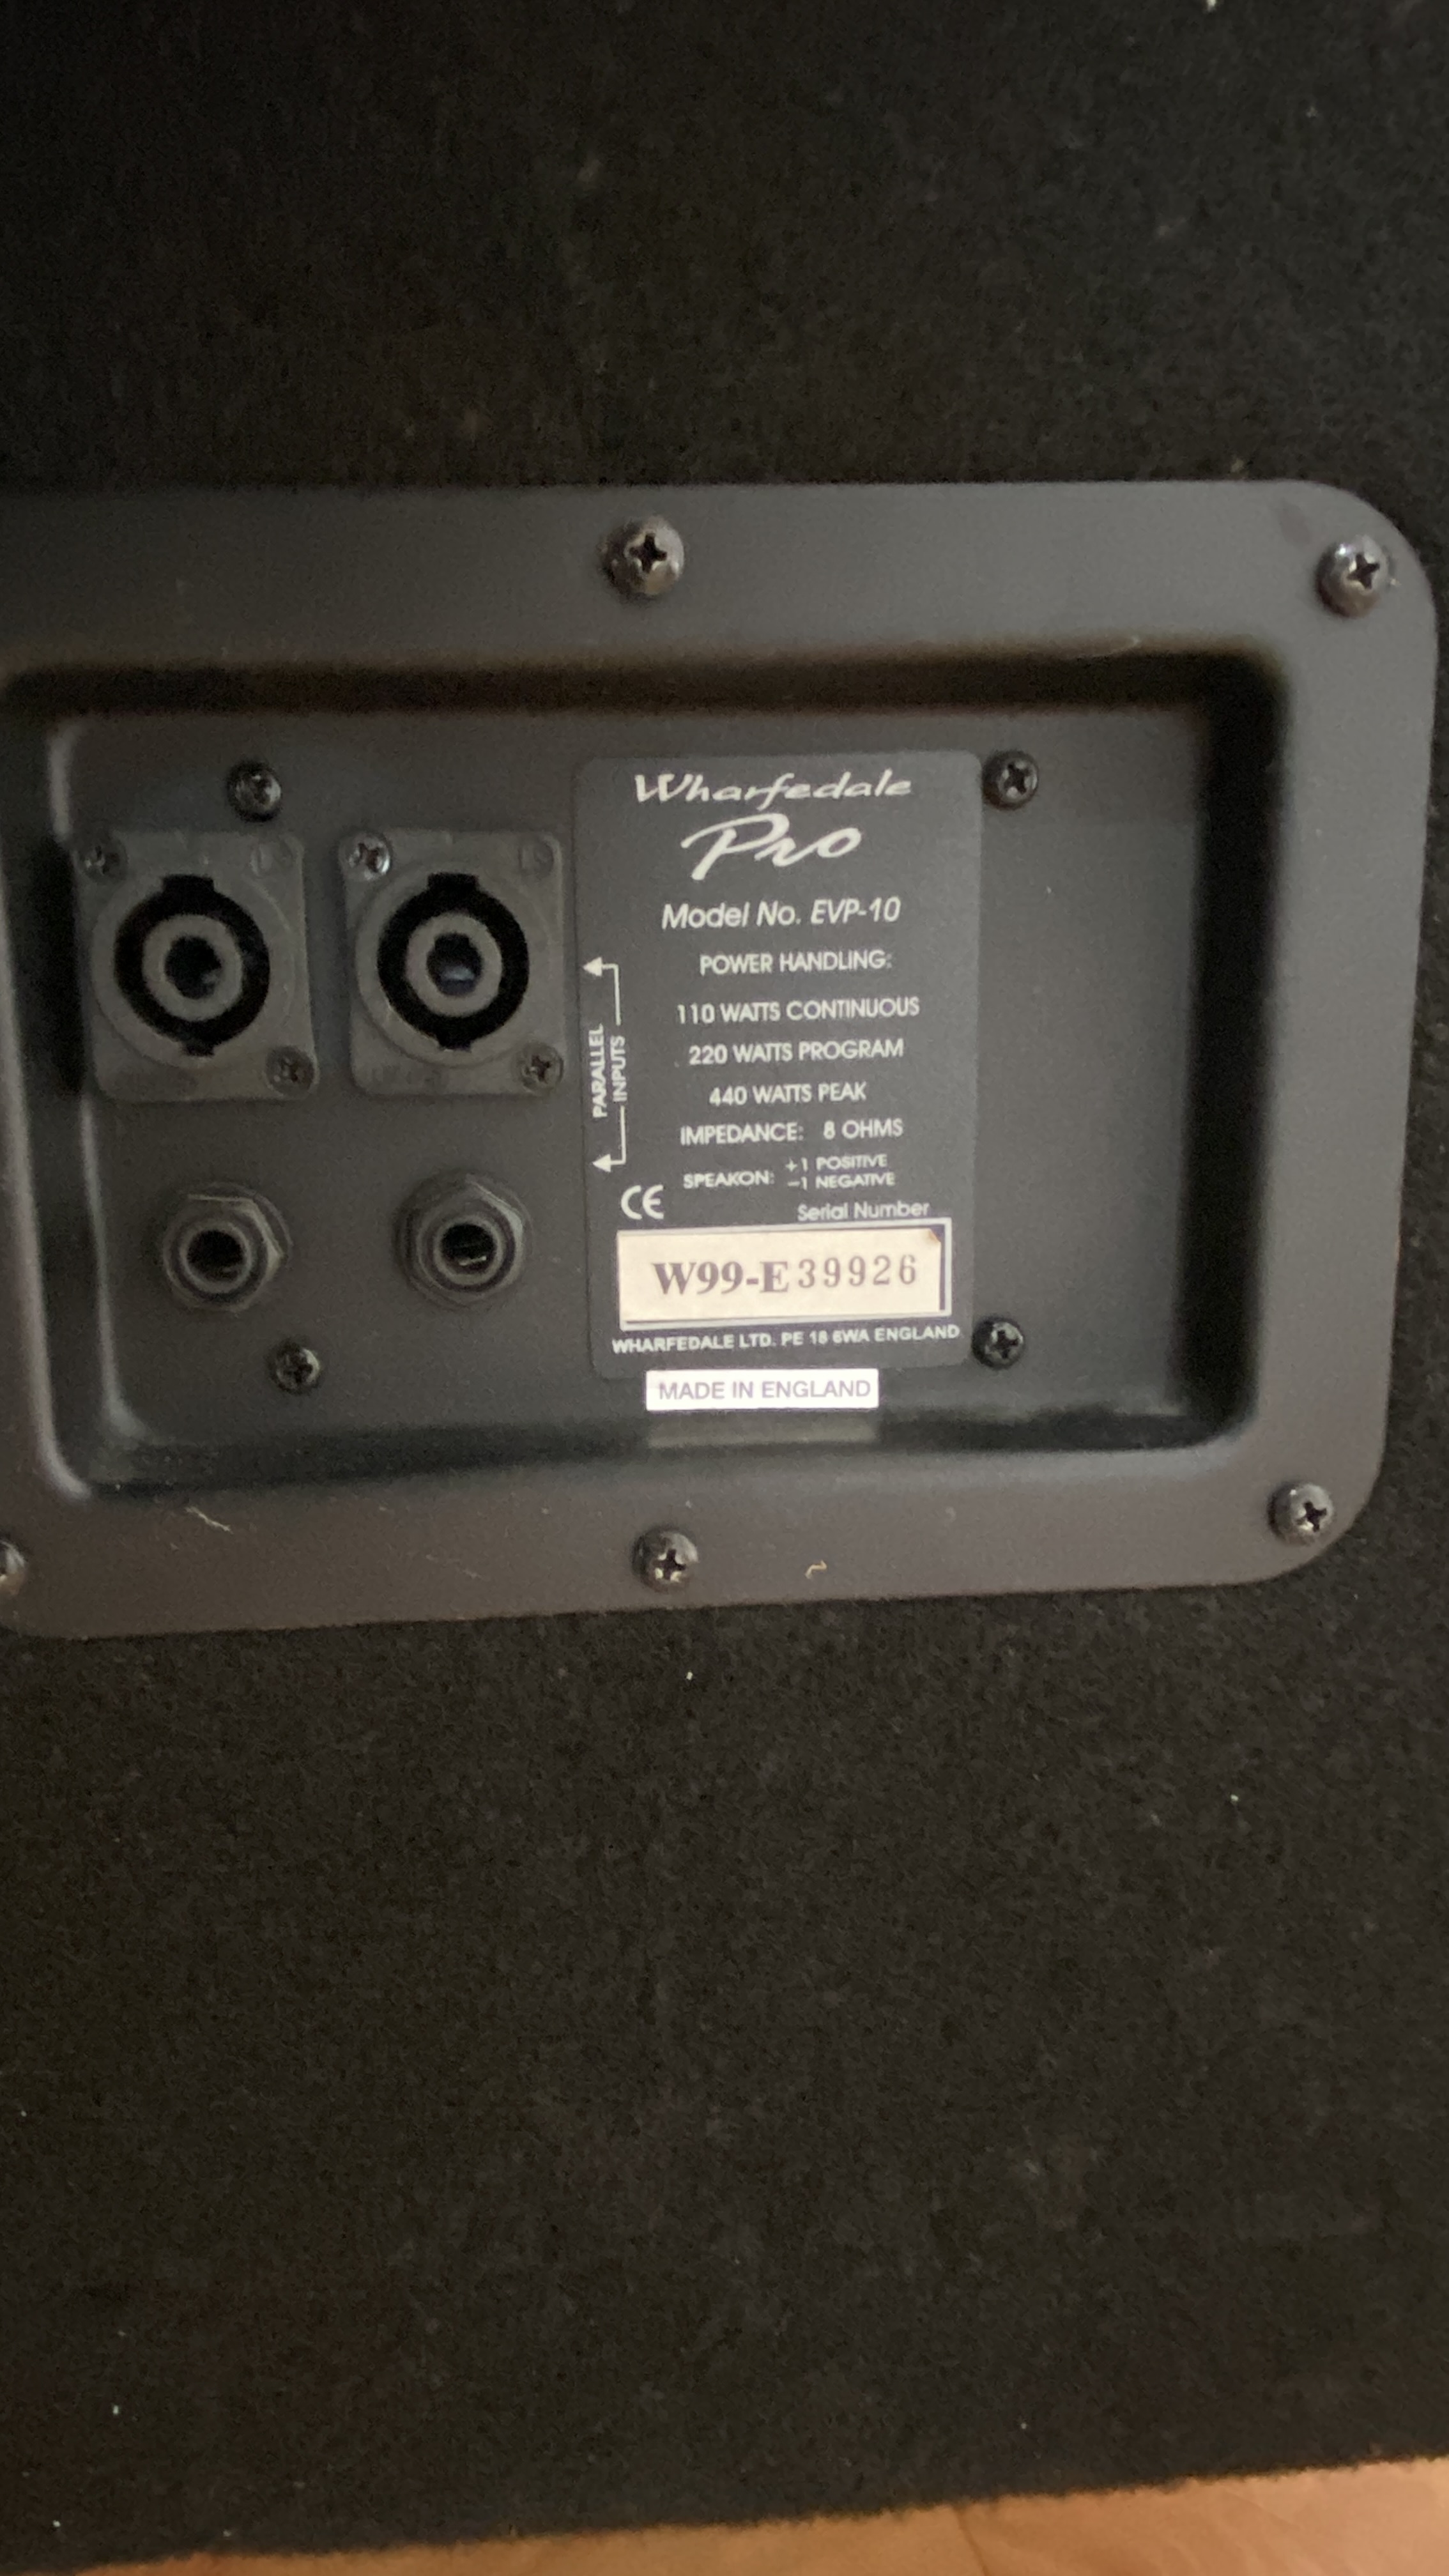 Wharfedale
Pro
Model No. EVP-10
POWER HANDLING:
110 WATTS CONTINUOUS
220 WATTS PROGRAM
440 WATTS PEAK
IMPEDANCE: 8 OHMS
SPEAKON: +1 POSITIVE
−1 NEGATIVE
PARALLEL
INPUTS
CE
Serial Number
W99-E39926
WHARFEDALE LTD. PE 18 6WA ENGLAND
MADE IN ENGLAND